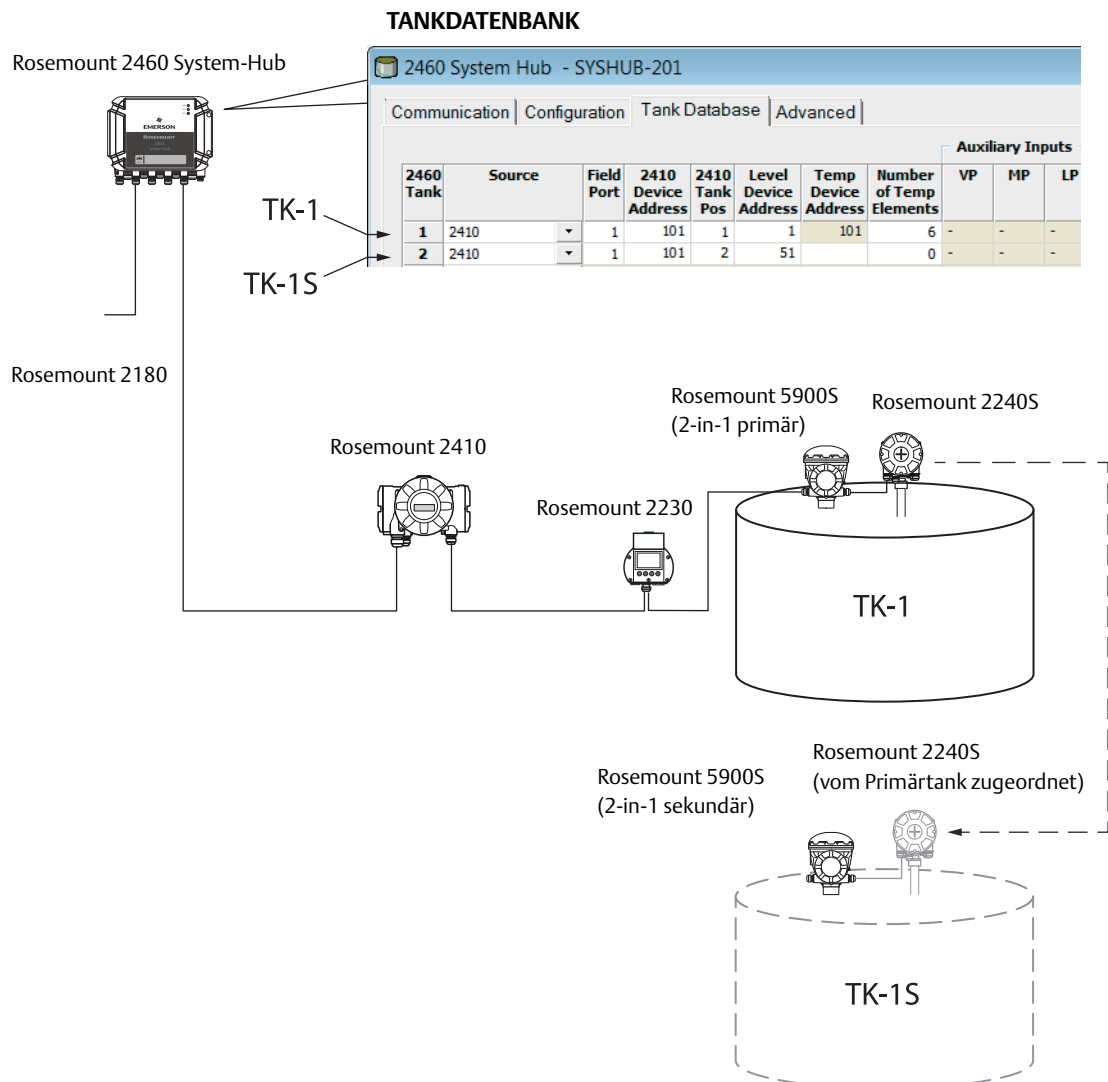 TANKDATENBANK
Rosemount 2460 System-Hub
EMERSON
ROSEMOUNT
2460 System Hub - SYSHUB-201
Communication Configuration Tank Database Advanced
Auxiliary Inputs
2460 Tank Source Field Port 2410 Device Address 2410 Tank Pos Level Device Address Temp Device Address Number of Temp Elements VP MP LP
TK-1
1 2410 1 101 1 1 101 6 - - -
TK-1S
2 2410 1 101 2 51 0 - - -
Rosemount 2180
Rosemount 2410
Rosemount 2230
Rosemount 5900S
(2-in-1 primär)
Rosemount 2240S
TK-1
Rosemount 5900S
(2-in-1 sekundär)
Rosemount 2240S
(vom Primärtank zugeordnet)
TK-1S